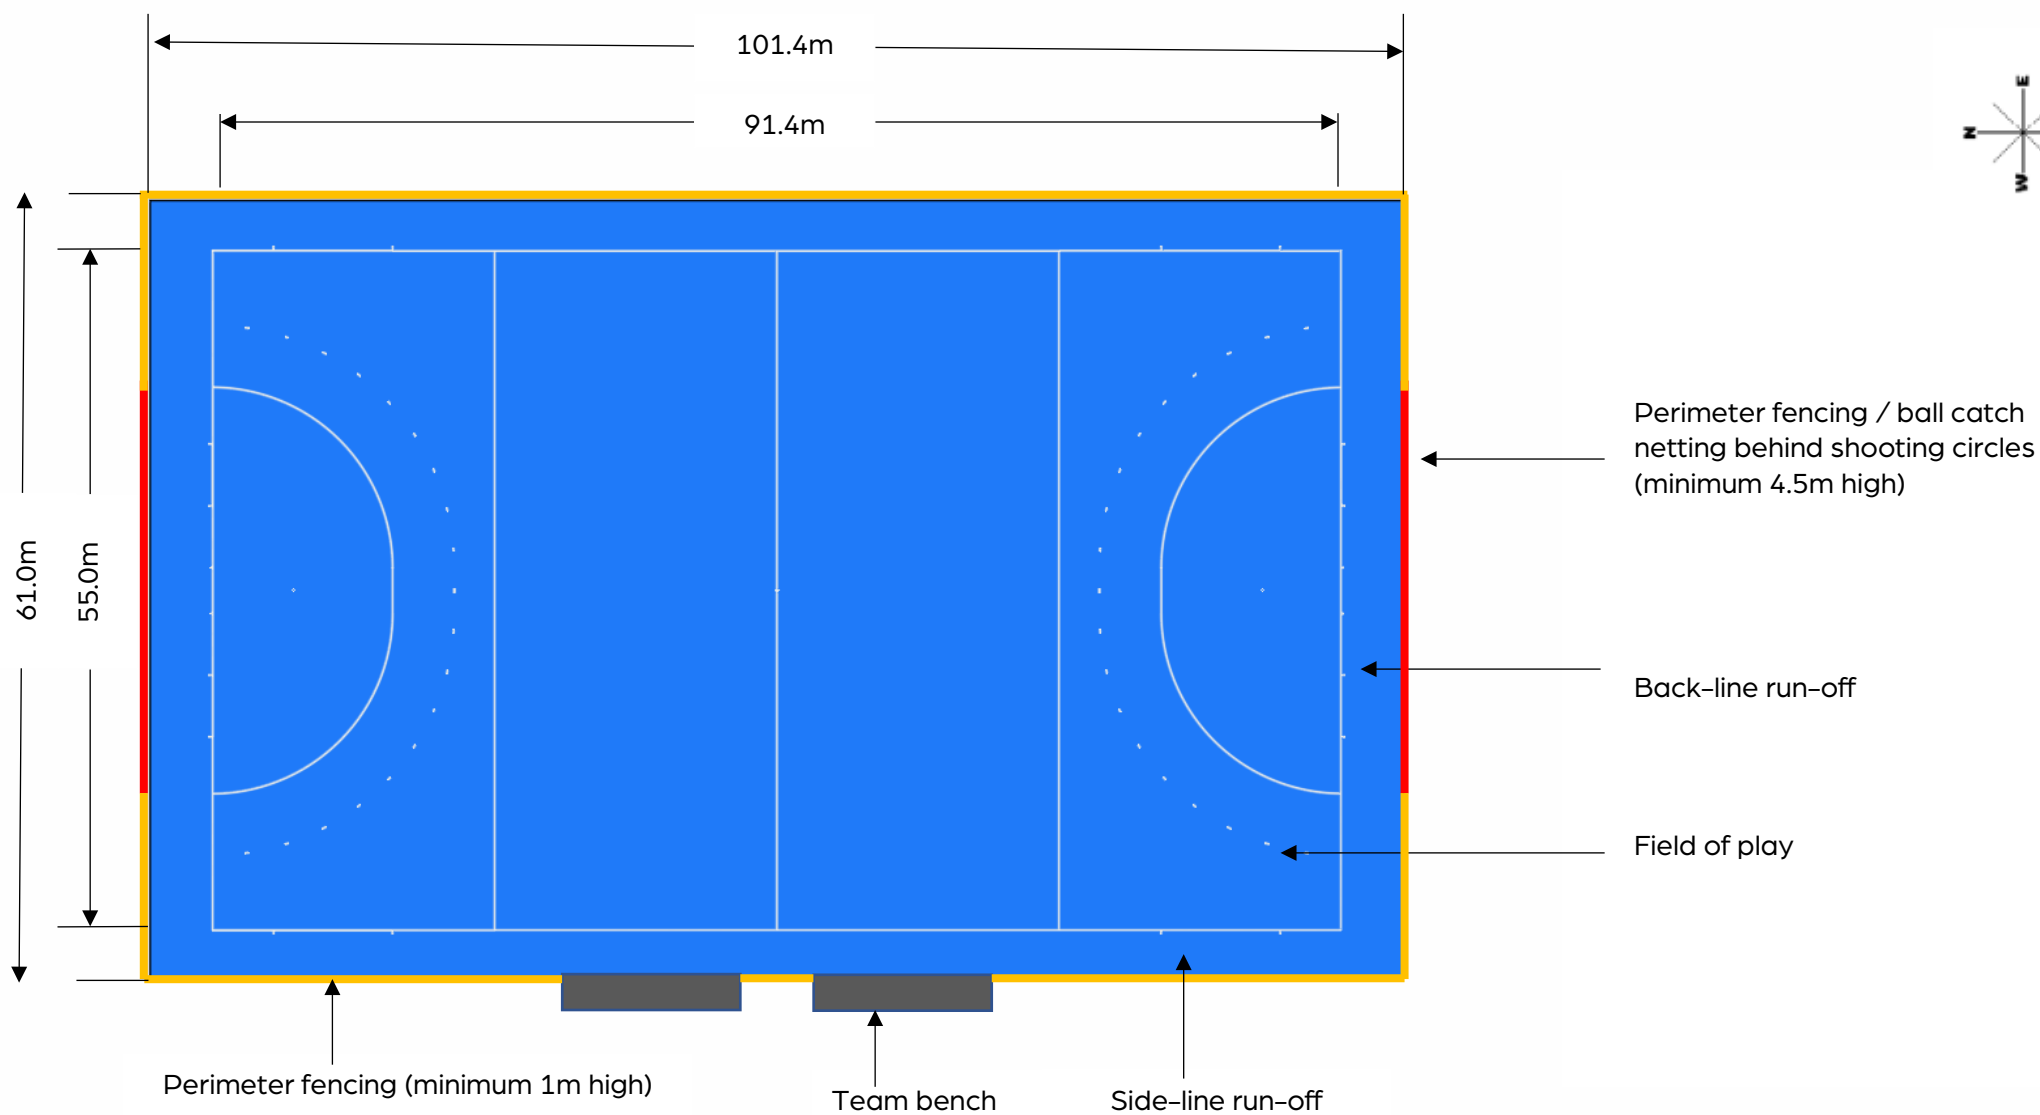 101.4m
91.4m
E
N
W
61.0m
55.0m
Perimeter fencing / ball catch
netting behind shooting circles
(minimum 4.5m high)
Back-line run-off
Field of play
Perimeter fencing (minimum 1m high)
Team bench
Side-line run-off